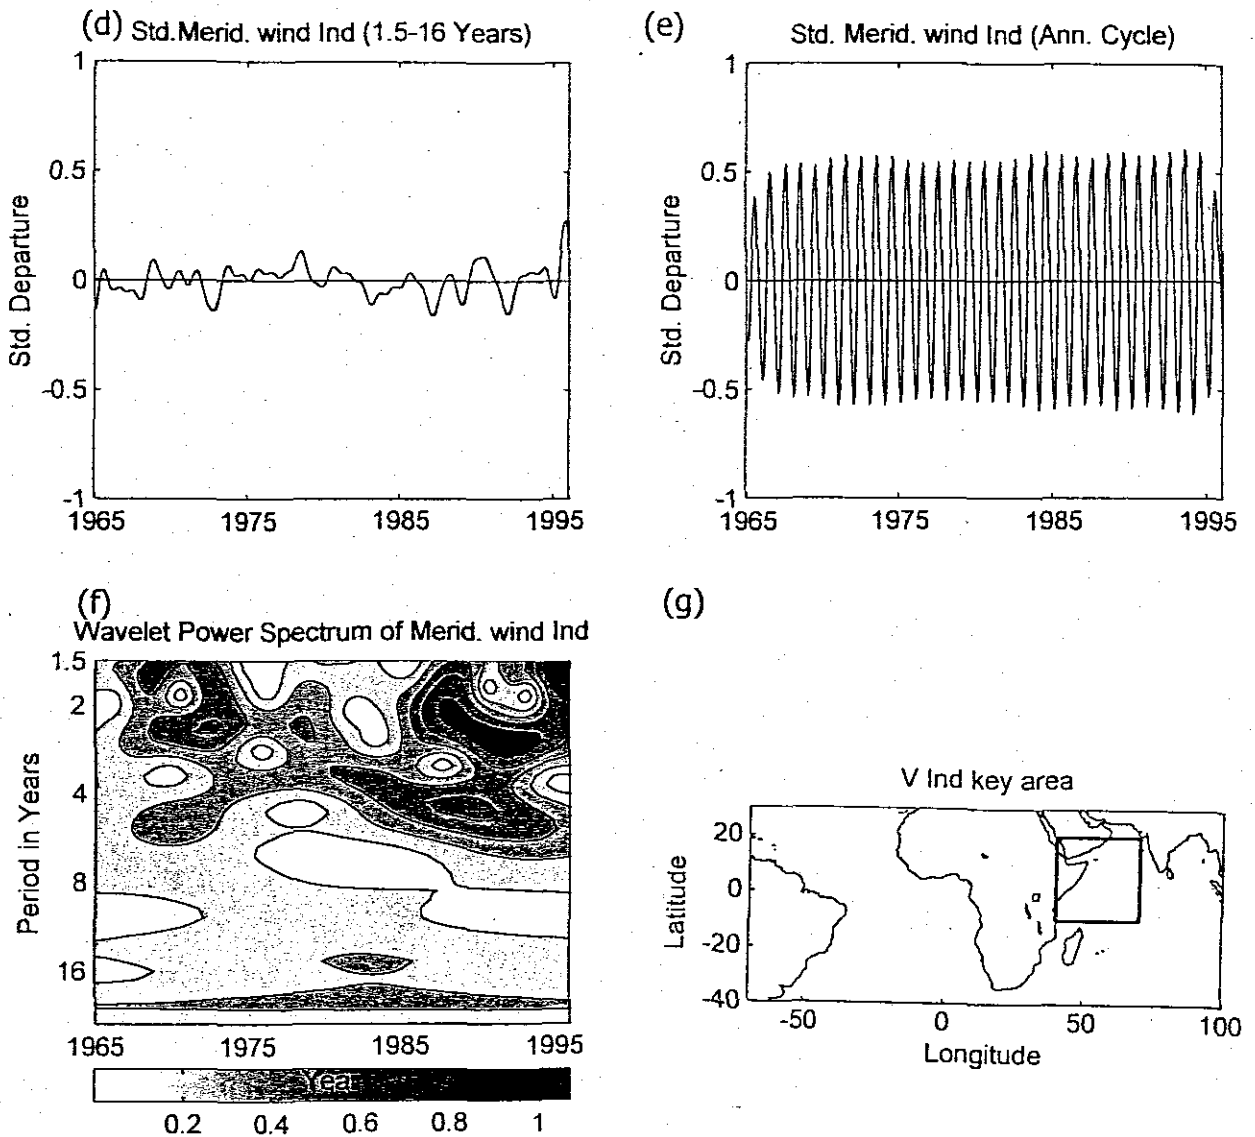 (d) Std.Merid. wind Ind (1.5-16 Years)
1
0.5
0
-0.5
-1
Std. Departure
1965 1975 1985 1995
(e) Std. Merid. wind Ind (Ann. Cycle)
1
0.5
0
-0.5
-1
Std. Departure
1965 1975 1985 1995
(f)
Wavelet Power Spectrum of Merid. wind Ind
1.5
2
4
8
16
Period in Years
1965 1975 1985 1995
Year
0.2 0.4 0.6 0.8 1
(g)
V Ind key area
20
0
-20
-40
Latitude
-50 0 50 100
Longitude